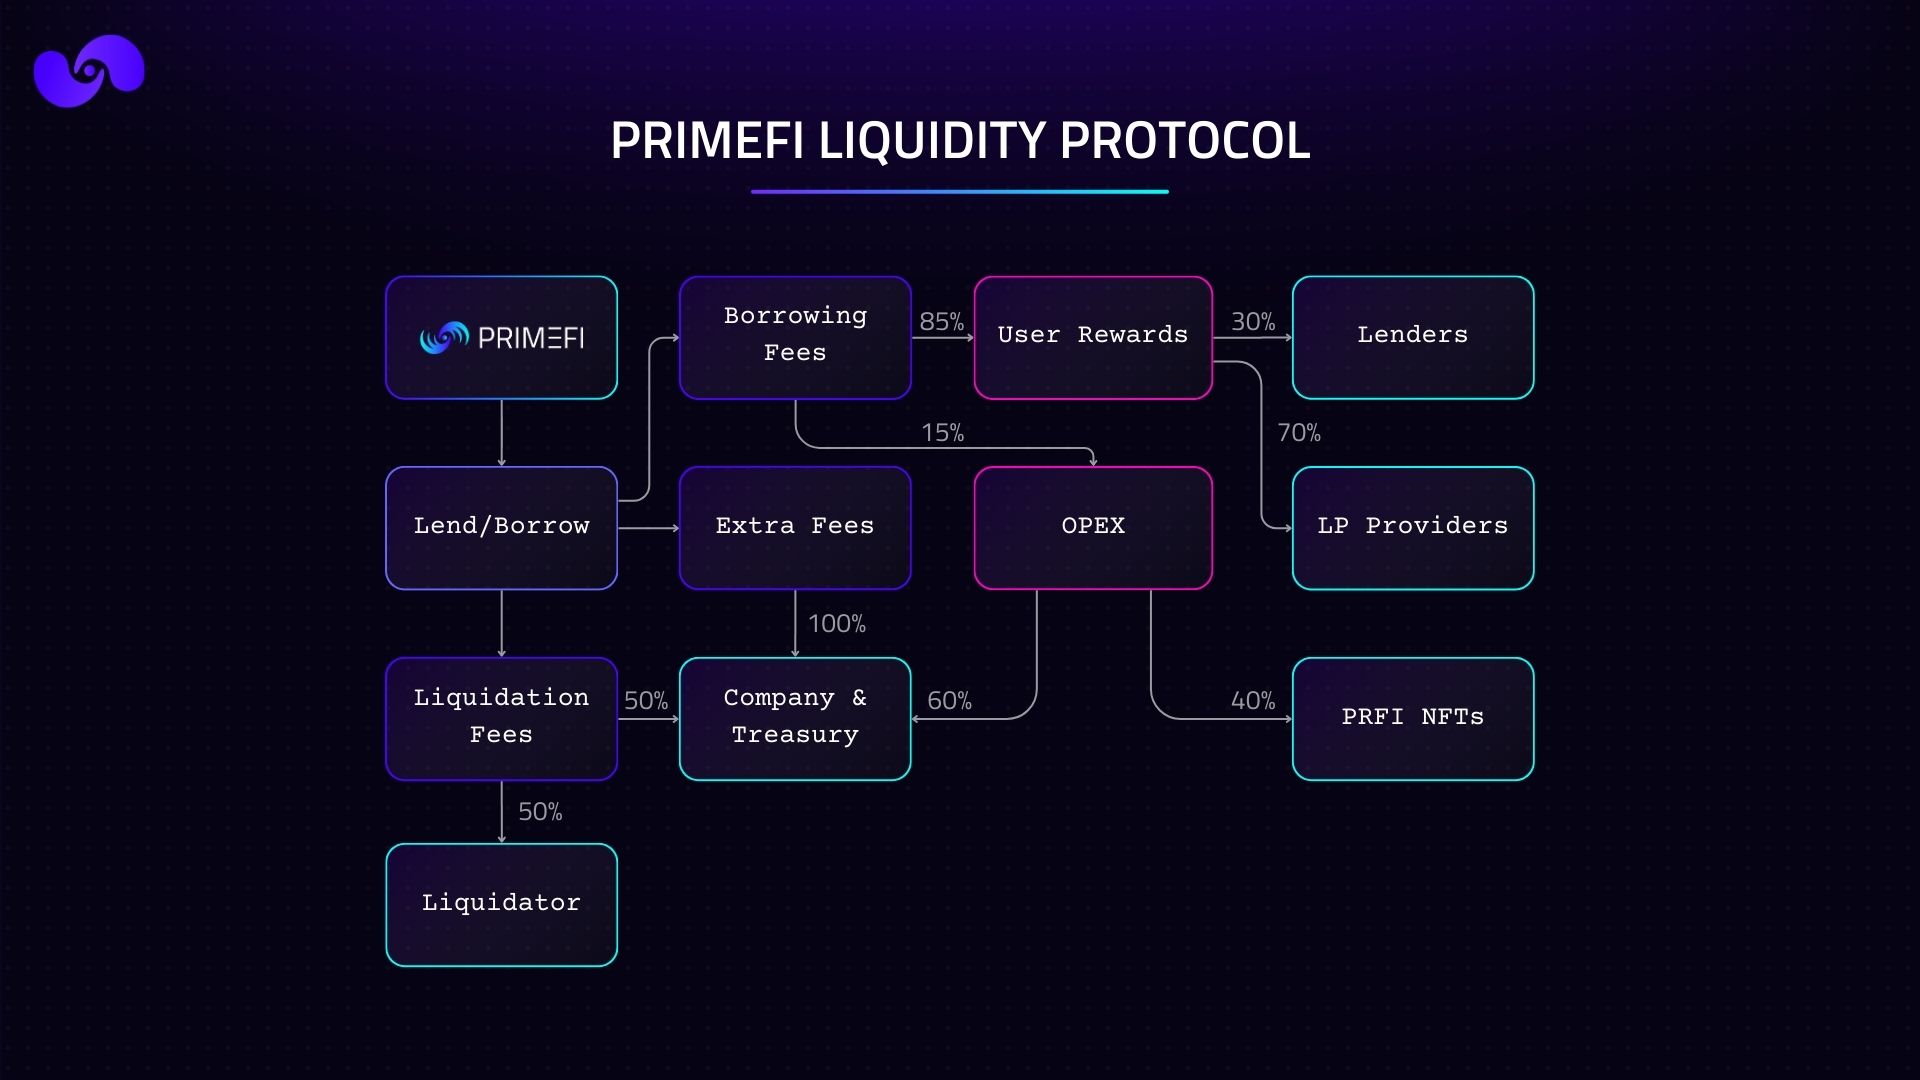 PRIMEFI LIQUIDITY PROTOCOL
PRIMEFI
Borrowing
Fees
85%
User Rewards
30%
Lenders
15%
70%
Lend/Borrow
Extra Fees
OPEX
LP Providers
100%
Liquidation
Fees
50%
Company &
Treasury
60%
40%
PRFI NFTs
50%
Liquidator